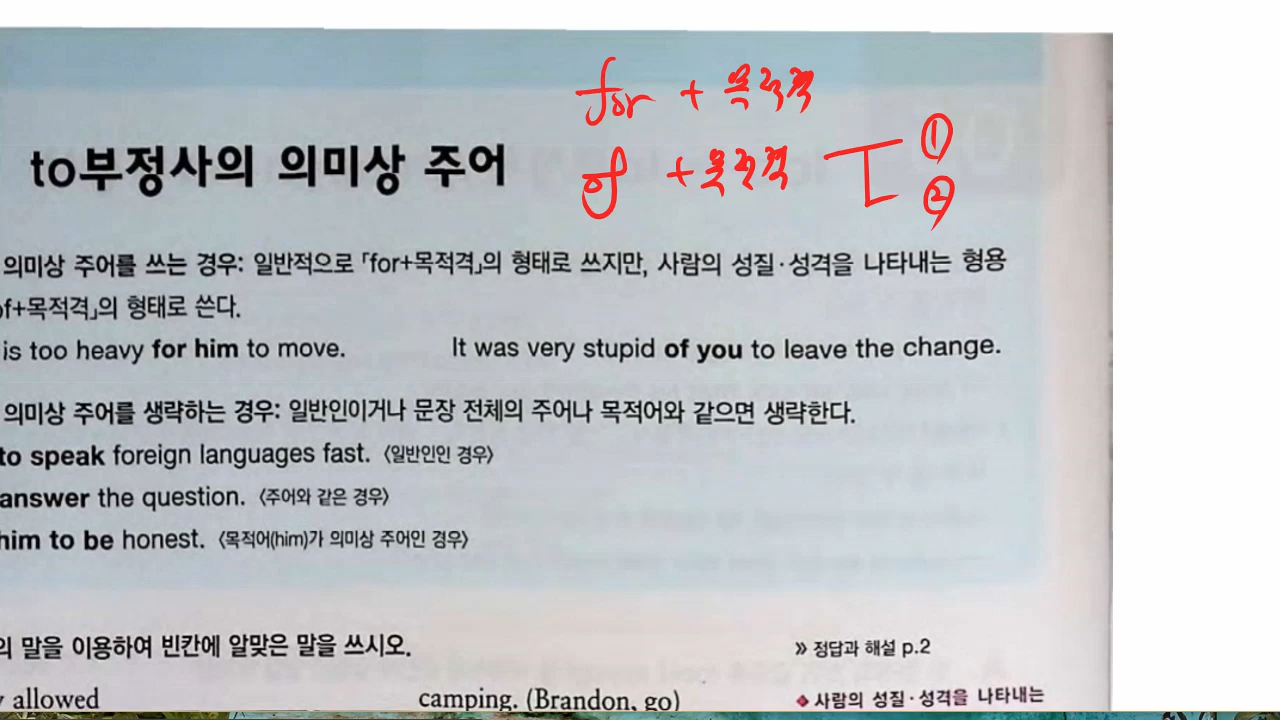 for + 목적격
to부정사의 의미상 주어
of + 목적격
①
②
의미상 주어를 쓰는 경우: 일반적으로 「for+목적격」의 형태로 쓰지만, 사람의 성질·성격을 나타내는 형용
of+목적격」의 형태로 쓴다.
is too heavy for him to move. It was very stupid of you to leave the change.
의미상 주어를 생략하는 경우: 일반인이거나 문장 전체의 주어나 목적어와 같으면 생략한다.
to speak foreign languages fast. 〈일반인인 경우〉
answer the question. 〈주어와 같은 경우〉
him to be honest. 〈목적어(him)가 의미상 주어인 경우〉
의 말을 이용하여 빈칸에 알맞은 말을 쓰시오. » 정답과 해설 p.2
allowed camping. (Brandon, go) ❖ 사람의 성질·성격을 나타내는